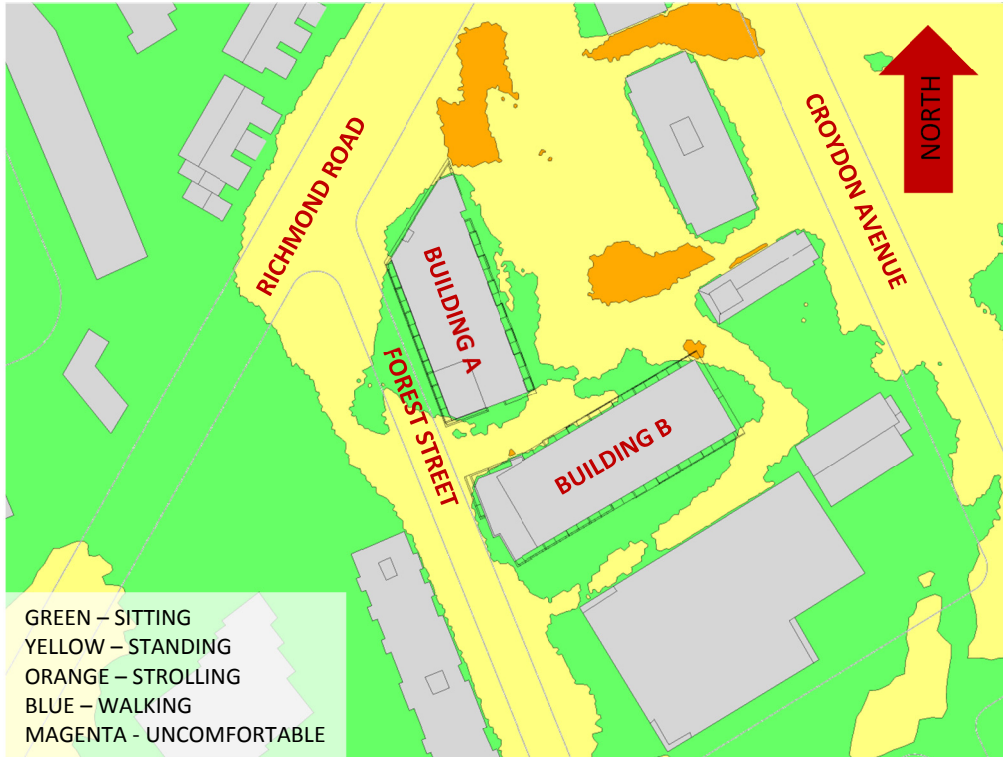 NORTH
RICHMOND ROAD
CROYDON AVENUE
BUILDING A
FOREST STREET
BUILDING B
GREEN – SITTING
YELLOW – STANDING
ORANGE – STROLLING
BLUE – WALKING
MAGENTA - UNCOMFORTABLE